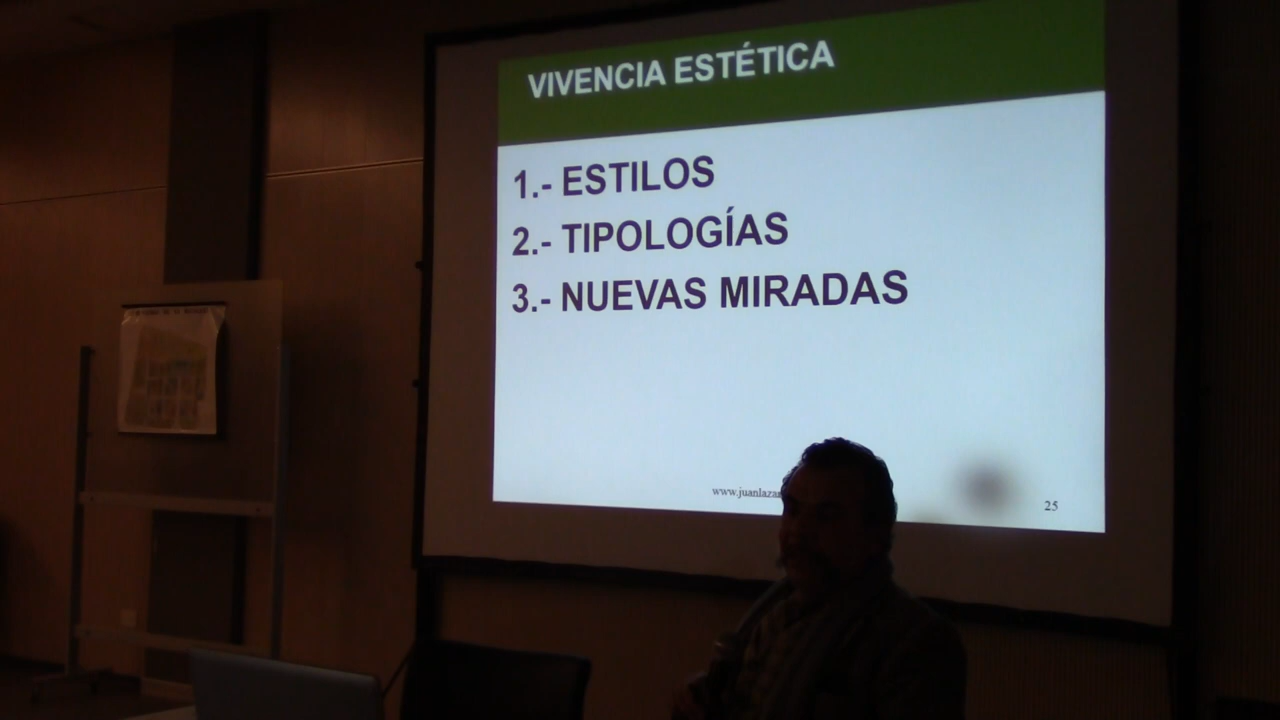 VIVENCIA ESTÉTICA
1.- ESTILOS
2.- TIPOLOGÍAS
3.- NUEVAS MIRADAS
25